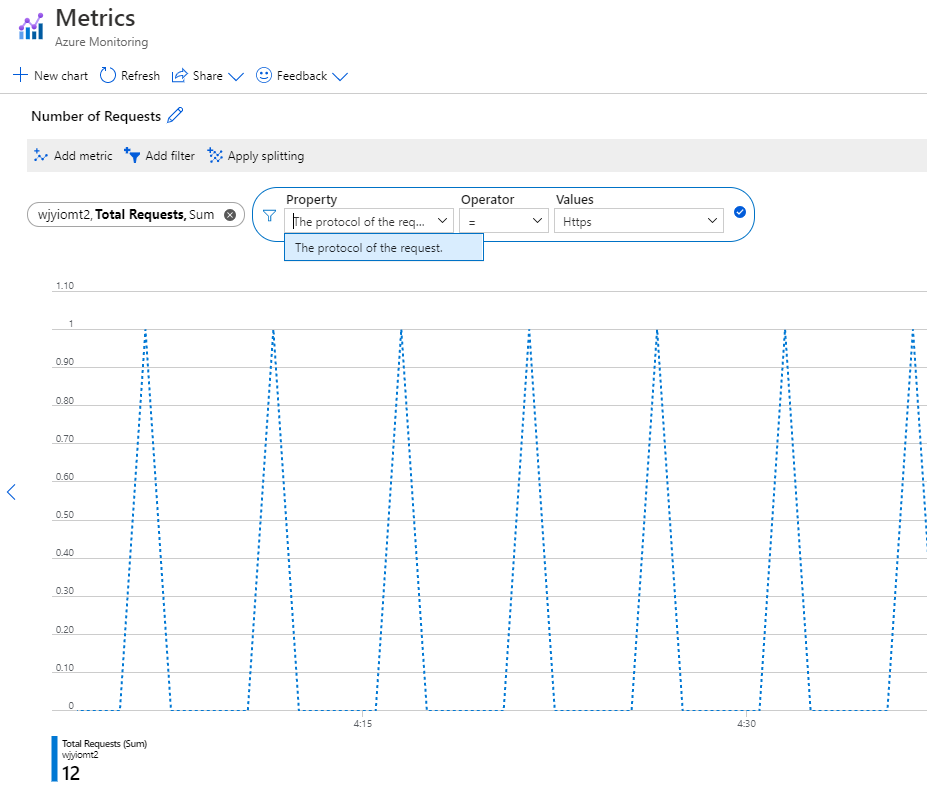 Metrics
Azure Monitoring
New chart Refresh Share Feedback
Number of Requests
Add metric Add filter Apply splitting
Property Operator Values
wjyiomt2, Total Requests, Sum The protocol of the req... = Https
The protocol of the request.
1.10
1
0.90
0.80
0.70
0.60
0.50
0.40
0.30
0.20
0.10
0
4:15 4:30
Total Requests (Sum)
wjyiomt2
12